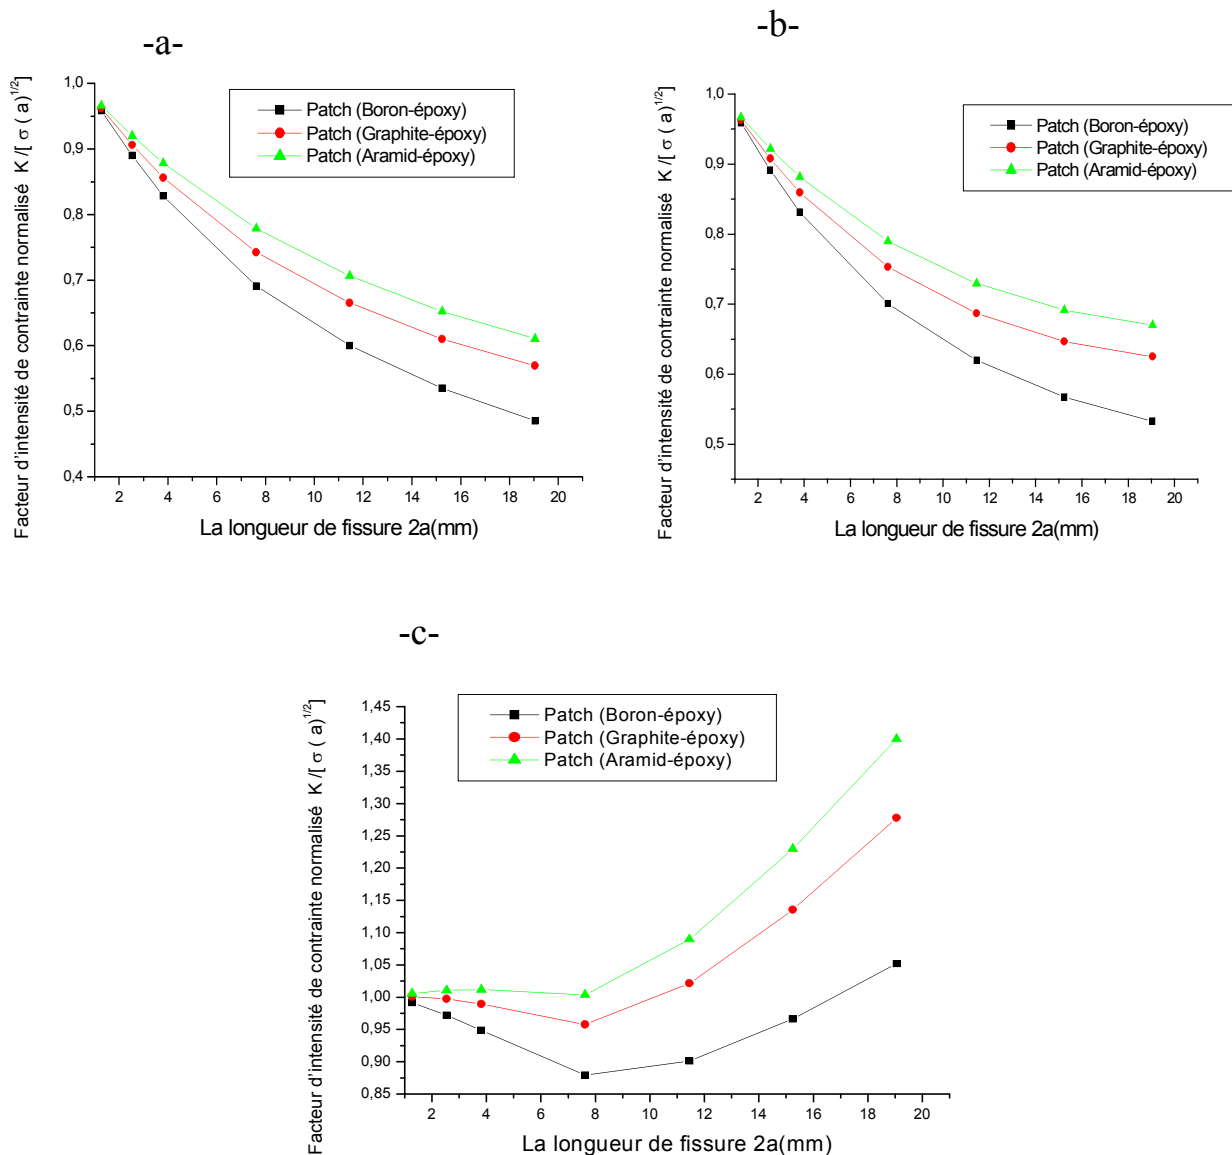 -a-
Facteur d'intensité de contrainte normalisé K /[ σ ( a)1/2]
1,0
0,9
0,8
0,7
0,6
0,5
0,4
Patch (Boron-époxy)
Patch (Graphite-époxy)
Patch (Aramid-époxy)
2 4 6 8 10 12 14 16 18 20
La longueur de fissure 2a(mm)
-b-
Facteur d'intensité de contrainte normalisé K /[ σ ( a)1/2]
1,0
0,9
0,8
0,7
0,6
0,5
Patch (Boron-époxy)
Patch (Graphite-époxy)
Patch (Aramid-époxy)
2 4 6 8 10 12 14 16 18 20
La longueur de fissure 2a(mm)
-c-
Facteur d'intensité de contrainte normalisé K /[ σ ( a)1/2]
1,45
1,40
1,35
1,30
1,25
1,20
1,15
1,10
1,05
1,00
0,95
0,90
0,85
Patch (Boron-époxy)
Patch (Graphite-époxy)
Patch (Aramid-époxy)
2 4 6 8 10 12 14 16 18 20
La longueur de fissure 2a(mm)